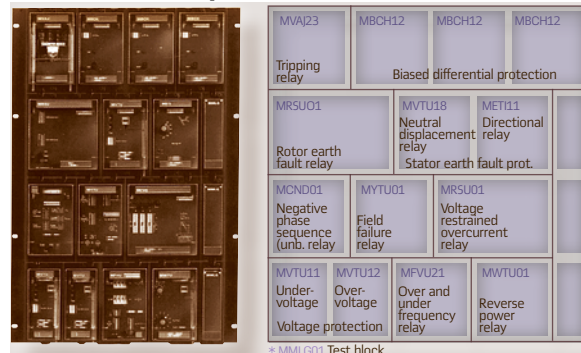 MVAJ23 MBCH12 MBCH12 MBCH12
Tripping
relay
Biased differential protection
MRSUO1 MVTU18 METI11
Neutral
displacement
relay
Directional
relay
Rotor earth
fault relay
Stator earth fault prot.
MCND01 MYTU01 MRSU01
Negative
phase
sequence
(unb. relay
Field
failure
relay
Voltage
restrained
overcurrent
relay
MVTU11 MVTU12 MFVU21 MWTU01
Under-
voltage
Over-
voltage
Voltage protection
Over and
under
frequency
relay
Reverse
power
relay
* MMLG01 Test block